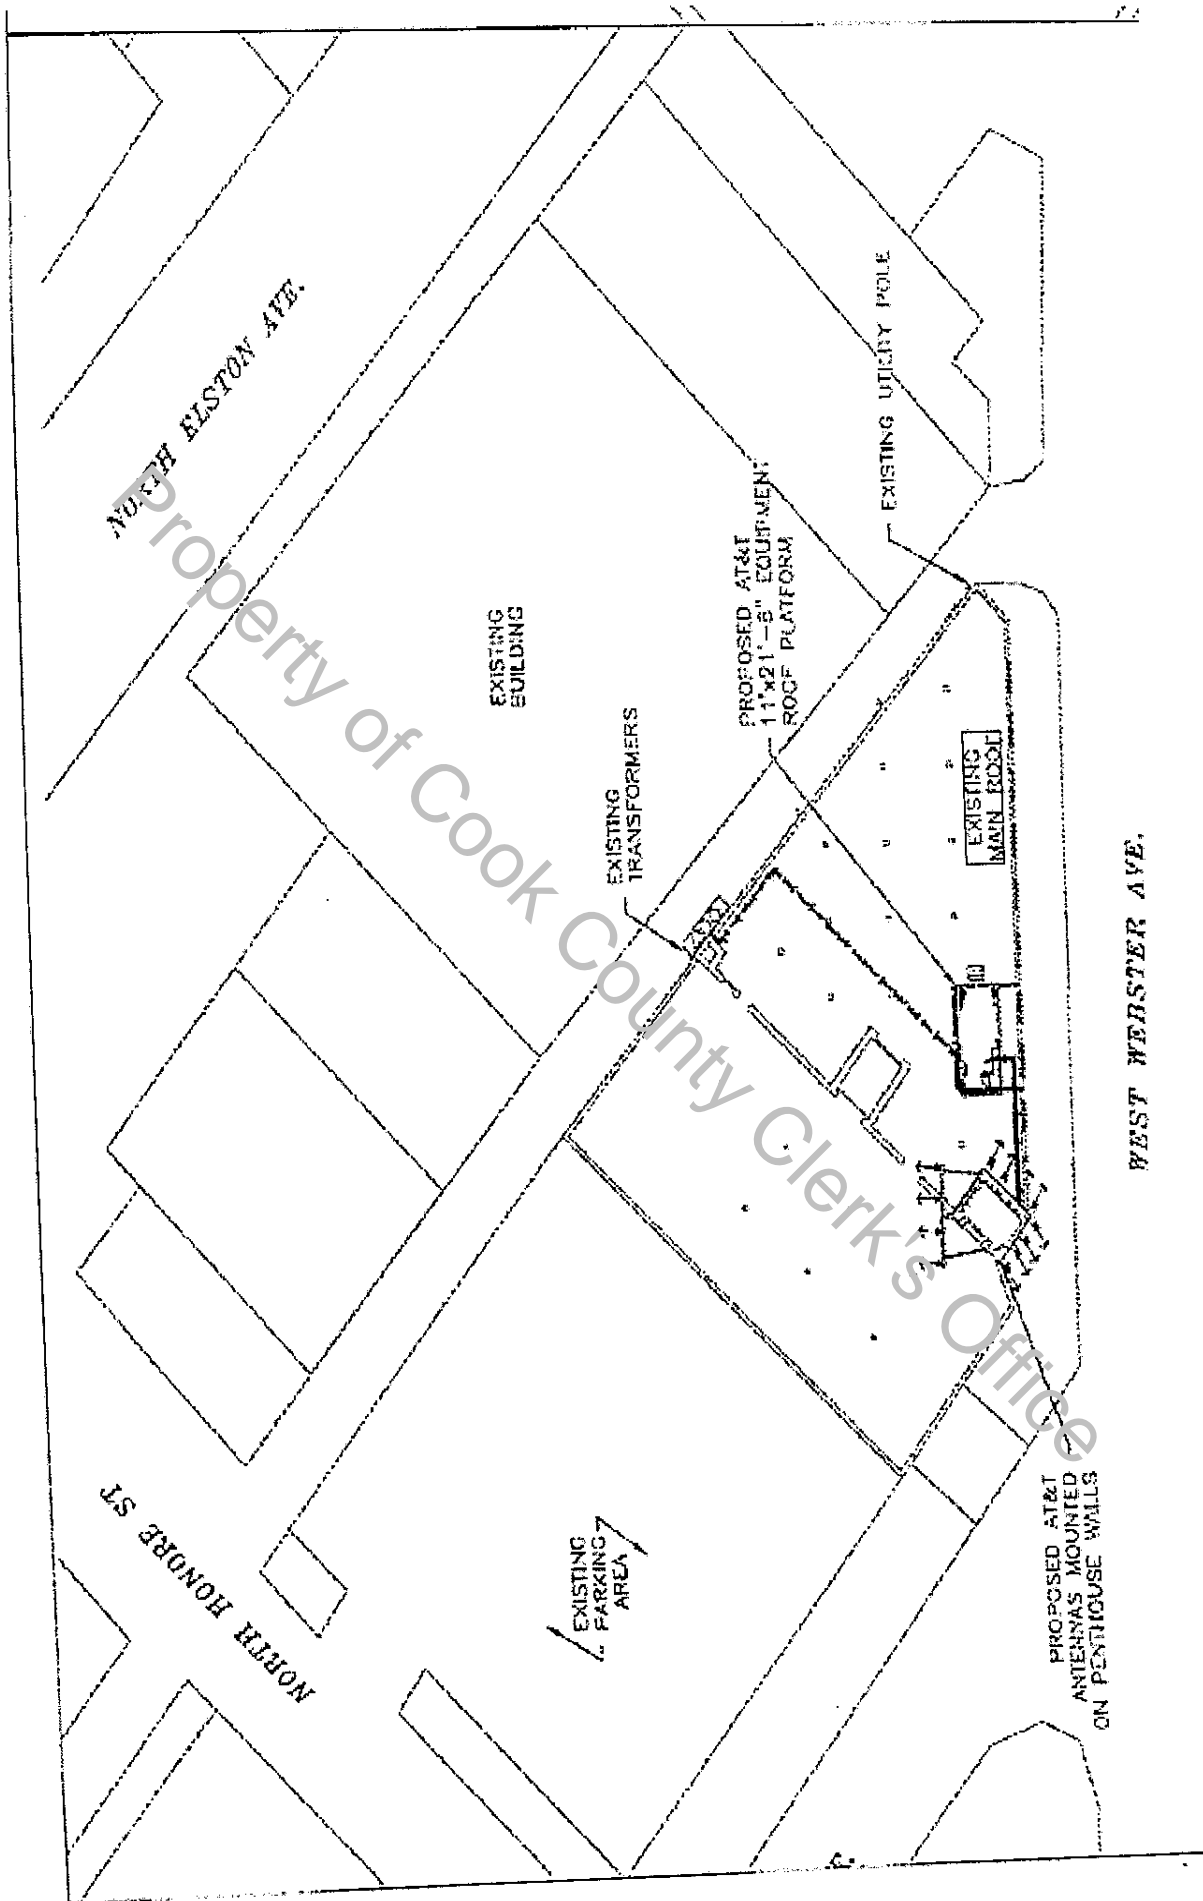 NORTH ELSTON AVE.
EXISTING
BUILDING
EXISTING
TRANSFORMERS
PROPOSED AT&T
11'x21'-8" EQUIPMENT
ROOF PLATFORM
EXISTING UTILITY POLE
EXISTING
MAIN ROOF
WEST WEBSTER AVE.
NORTH HONORE ST
EXISTING
PARKING
AREA
PROPOSED AT&T
ANTENNAS MOUNTED
ON PENTHOUSE WALLS
Property of Cook County Clerk's Office